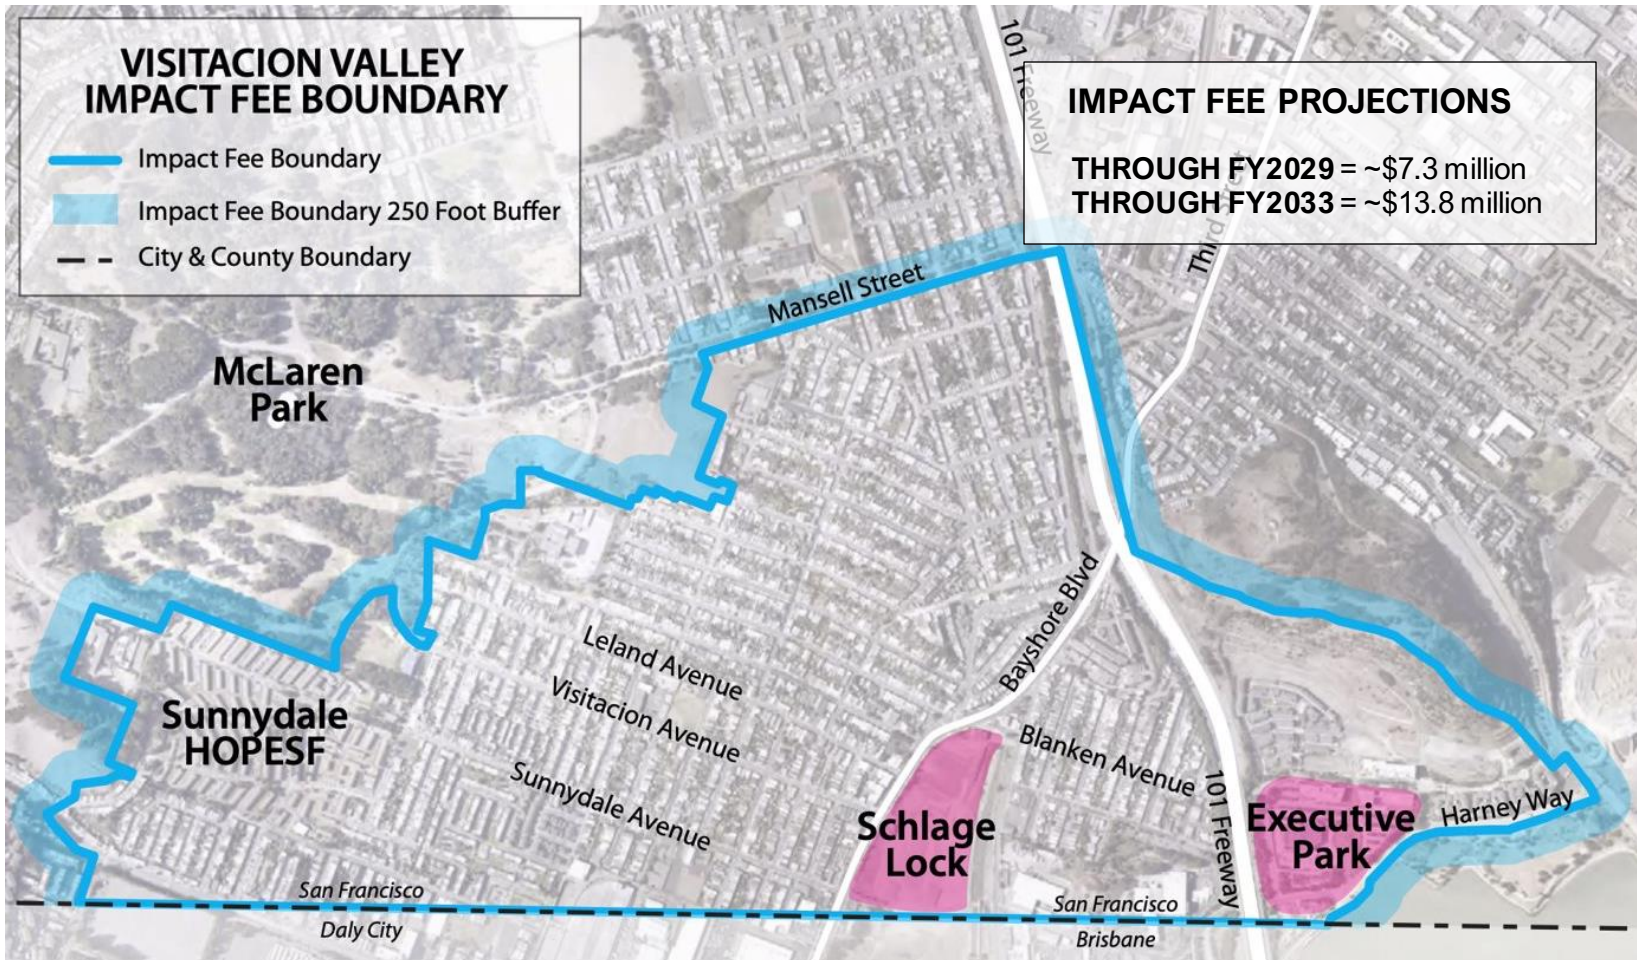 VISITACION VALLEY
IMPACT FEE BOUNDARY
Impact Fee Boundary
Impact Fee Boundary 250 Foot Buffer
City & County Boundary
101 Freeway
IMPACT FEE PROJECTIONS
THROUGH FY2029 = ~$7.3 million
THROUGH FY2033 = ~$13.8 million
Third Street
Mansell Street
McLaren
Park
Bayshore Blvd
Leland Avenue
Visitacion Avenue
Sunnydale Avenue
Sunnydale
HOPESF
Blanken Avenue
101 Freeway
Schlage
Lock
Executive
Park
Harney Way
San Francisco
Daly City
San Francisco
Brisbane